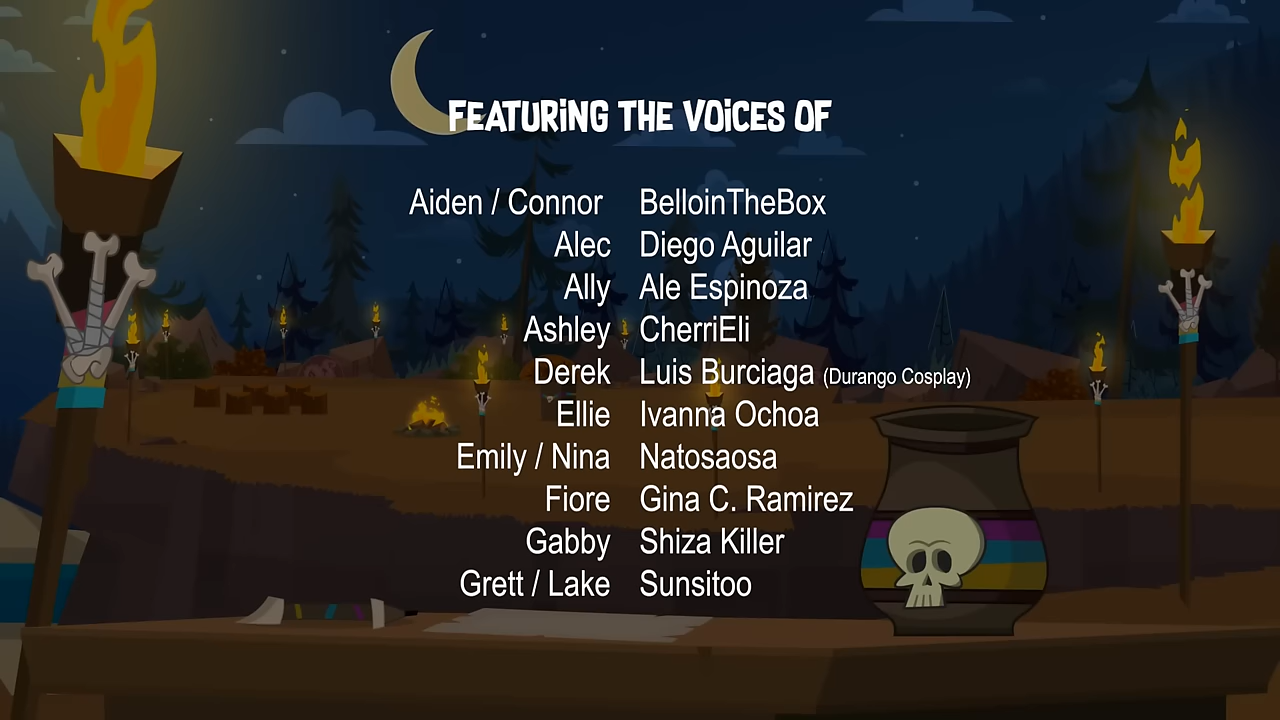 FEATURING THE VOICES OF
Aiden / Connor BelloinTheBox
Alec Diego Aguilar
Ally Ale Espinoza
Ashley CherriEli
Derek Luis Burciaga (Durango Cosplay)
Ellie Ivanna Ochoa
Emily / Nina Natosaosa
Fiore Gina C. Ramirez
Gabby Shiza Killer
Grett / Lake Sunsitoo